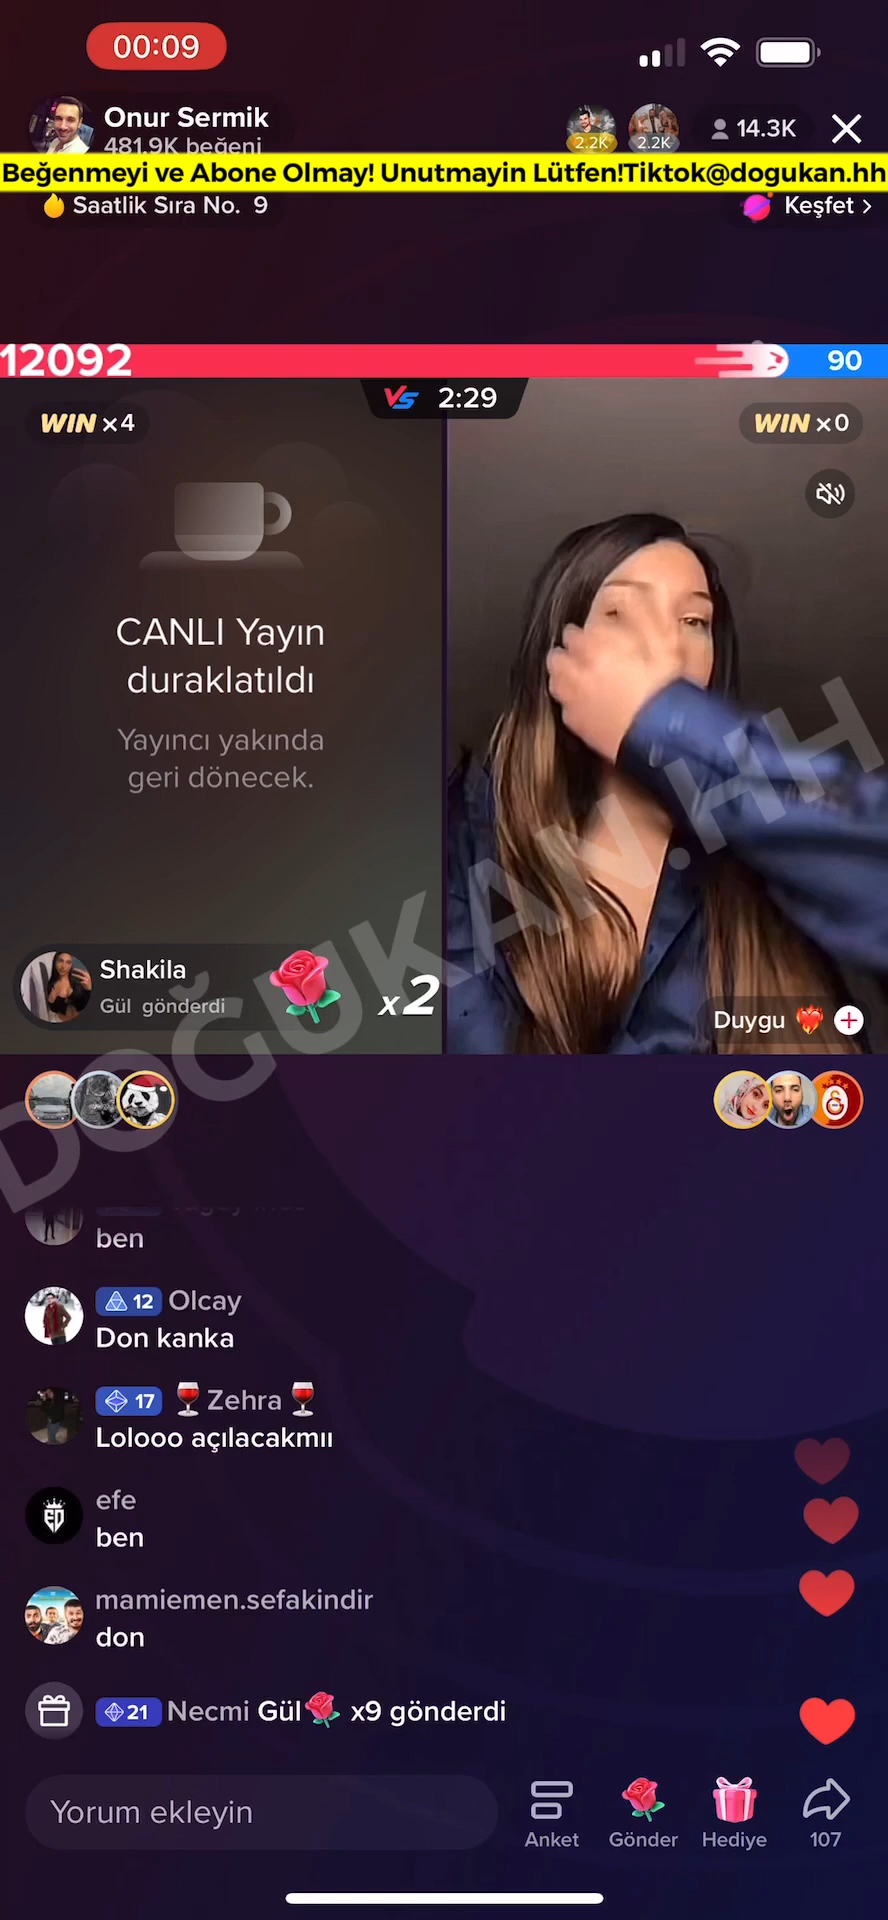 00:09
Onur Sermik
481.9K beğeni
2.2K
2.2K
14.3K
Beğenmeyi ve Abone Olmay! Unutmayin Lütfen!Tiktok@dogukan.hh
Saatlik Sıra No. 9
Keşfet >
12092
90
VS 2:29
WIN x4
WIN x0
CANLI Yayın
duraklatıldı
Yayıncı yakında
geri dönecek.
DOĞUKAN.HH
Shakila
Gül gönderdi
x2
Duygu
ben
12 Olcay
Don kanka
17 Zehra
Lolooo açılacakmıı
efe
ben
mamiemen.sefakindir
don
21 Necmi Gül x9 gönderdi
Yorum ekleyin
Anket
Gönder
Hediye
107